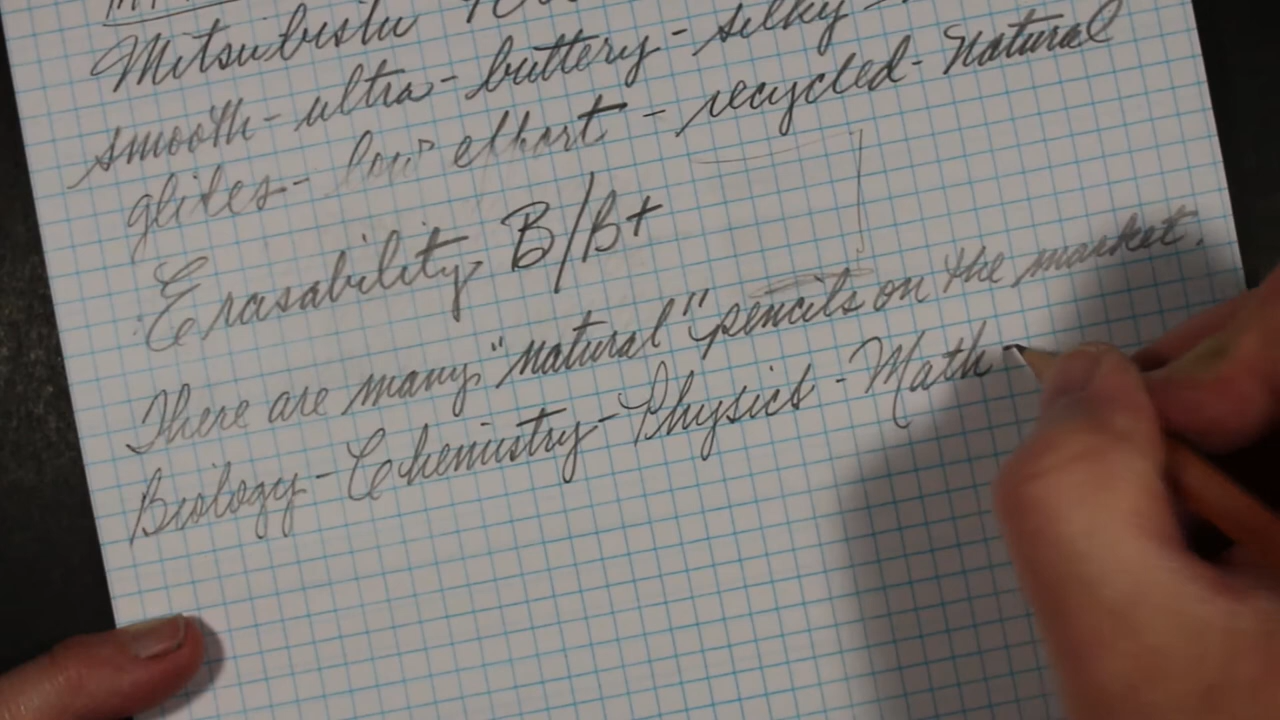 Mitsubishi
smooth - ultra - buttery - silky -
glites - low effort - recycled - Natural
Erasability B/B+
There are many "natural" pencils on the market.
Biology - Chemistry - Physics - Math -